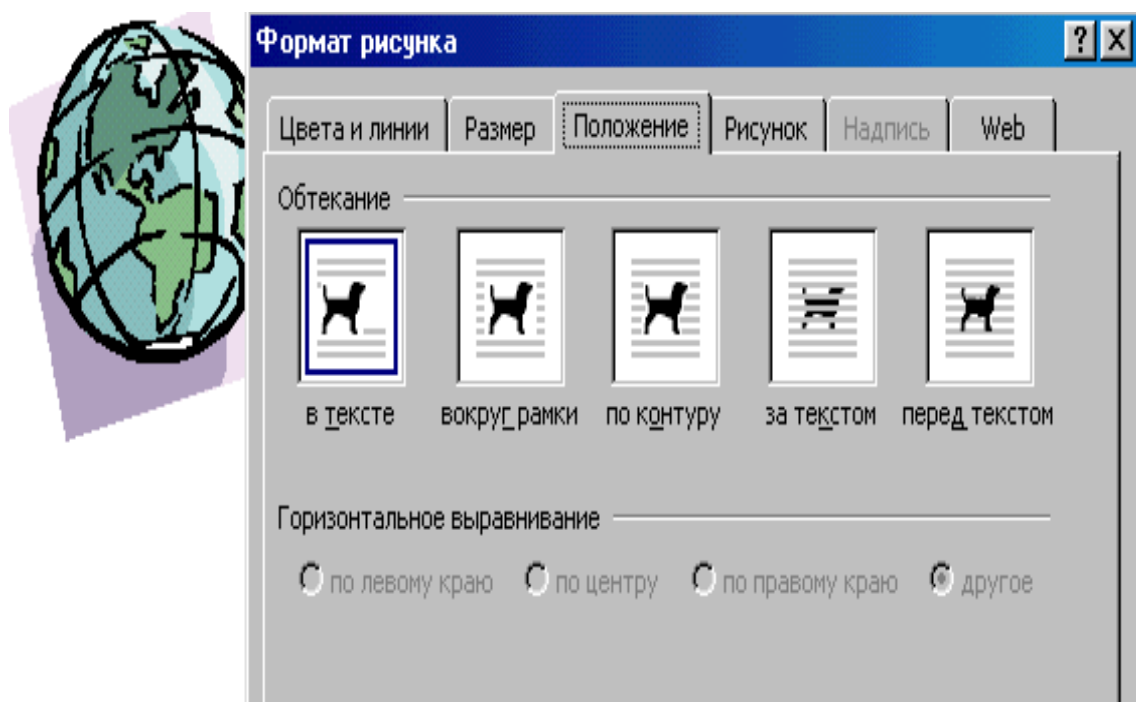 Формат рисунка
Цвета и линии Размер Положение Рисунок Надпись Web
Обтекание
в тексте вокруг рамки по контуру за текстом перед текстом
Горизонтальное выравнивание
по левому краю по центру по правому краю другое